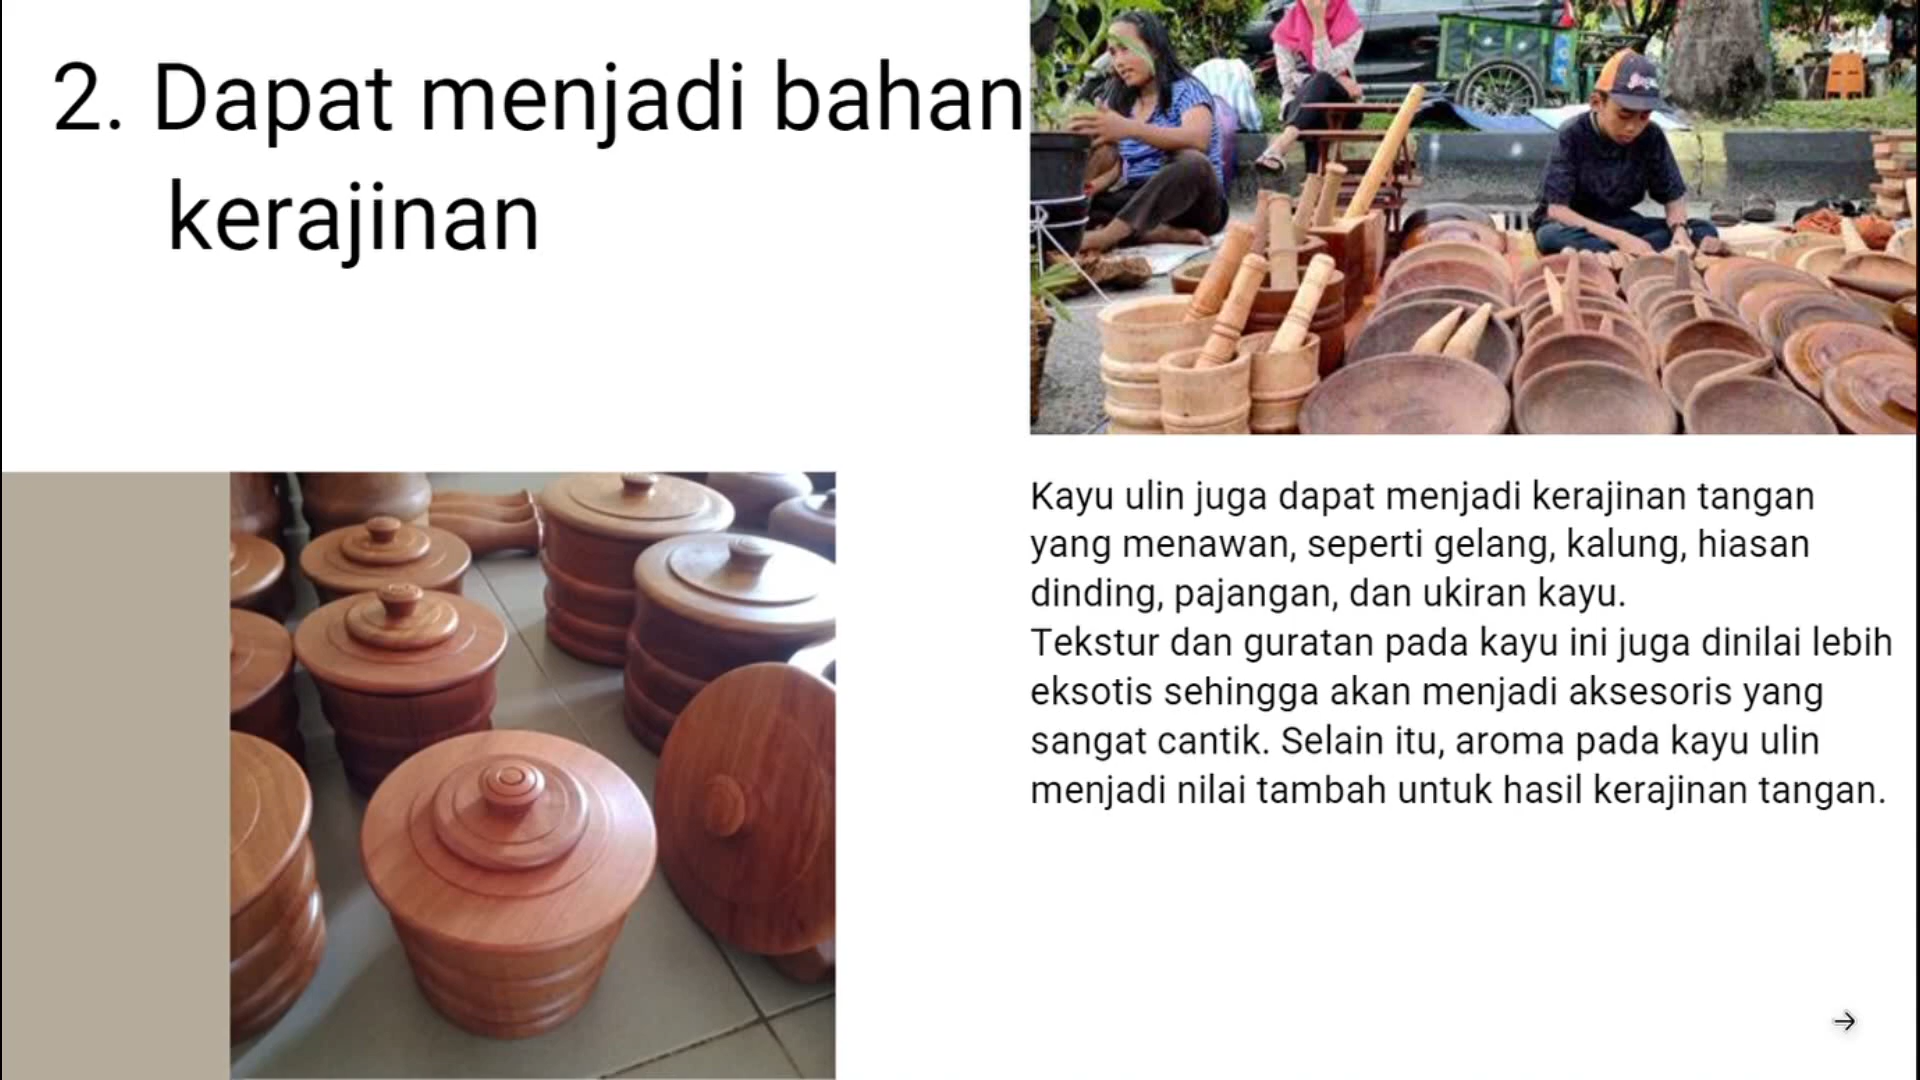 2. Dapat menjadi bahan
kerajinan
Kayu ulin juga dapat menjadi kerajinan tangan
yang menawan, seperti gelang, kalung, hiasan
dinding, pajangan, dan ukiran kayu.
Tekstur dan guratan pada kayu ini juga dinilai lebih
eksotis sehingga akan menjadi aksesoris yang
sangat cantik. Selain itu, aroma pada kayu ulin
menjadi nilai tambah untuk hasil kerajinan tangan.